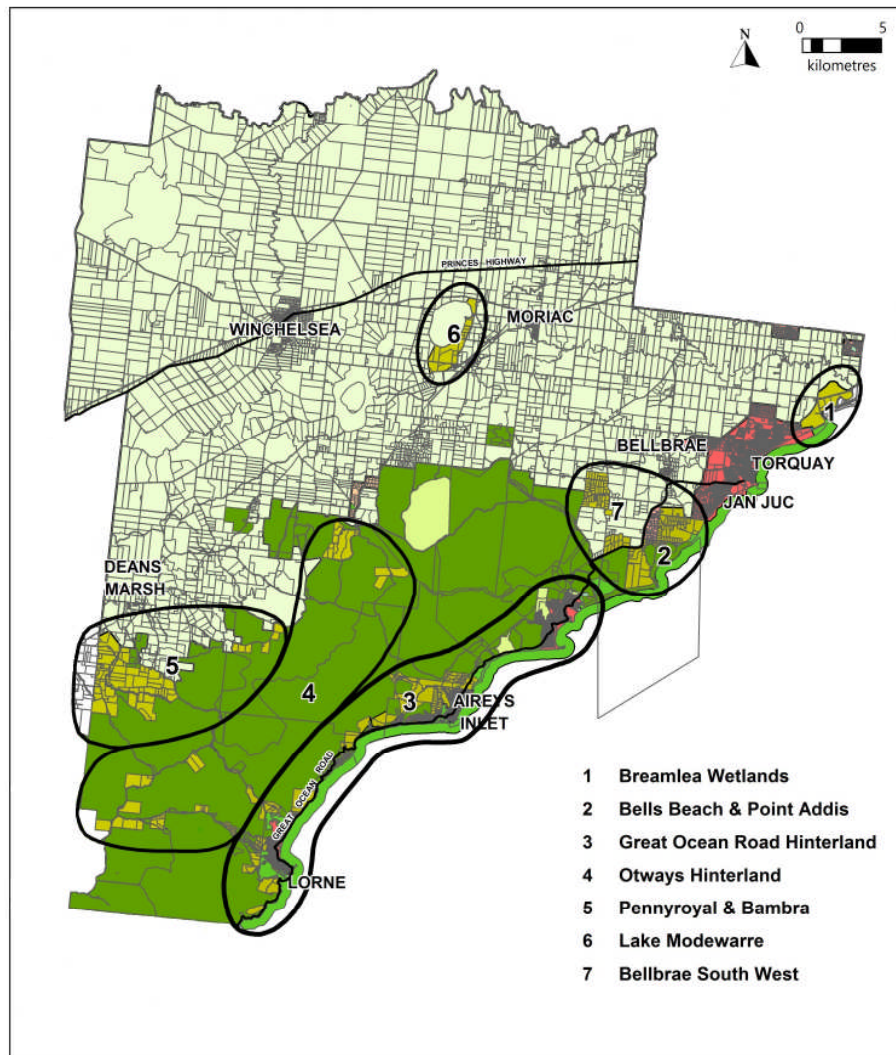 N
0 5
kilometres
PRINCES HIGHWAY
WINCHELSEA
MORIAC
6
1
BELLBRAE
TORQUAY
JAN JUC
7
2
DEANS
MARSH
5
4
3
AIREYS
INLET
GREAT OCEAN ROAD
LORNE
1 Breamlea Wetlands
2 Bells Beach & Point Addis
3 Great Ocean Road Hinterland
4 Otways Hinterland
5 Pennyroyal & Bambra
6 Lake Modewarre
7 Bellbrae South West